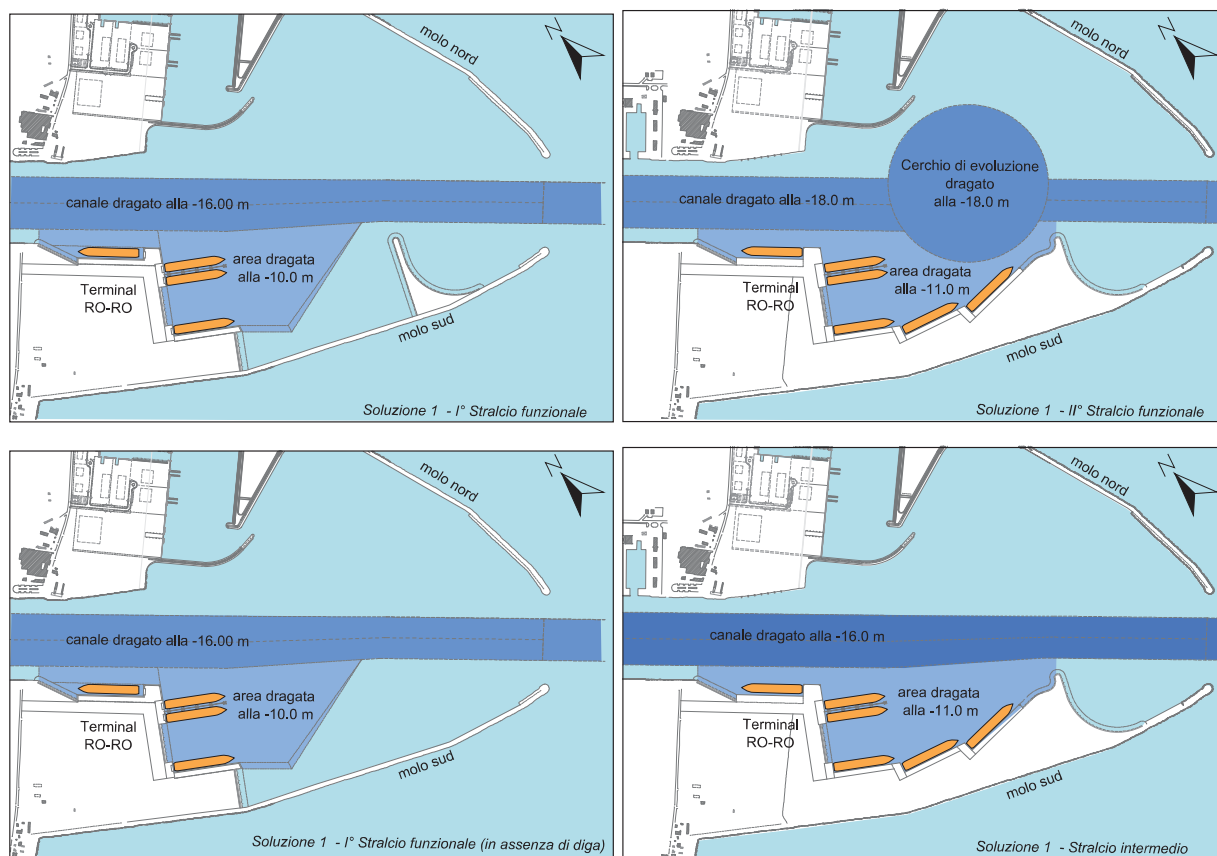 N
molo nord
canale dragato alla -16.00 m
area dragata
alla -10.0 m
Terminal
RO-RO
molo sud
Soluzione 1 - I° Stralcio funzionale
N
molo nord
Cerchio di evoluzione
dragato
alla -18.0 m
canale dragato alla -18.0 m
area dragata
alla -11.0 m
Terminal
RO-RO
molo sud
Soluzione 1 - II° Stralcio funzionale
N
molo nord
canale dragato alla -16.00 m
area dragata
alla -10.0 m
Terminal
RO-RO
molo sud
Soluzione 1 - I° Stralcio funzionale (in assenza di diga)
N
molo nord
canale dragato alla -16.0 m
area dragata
alla -11.0 m
Terminal
RO-RO
molo sud
Soluzione 1 - Stralcio intermedio